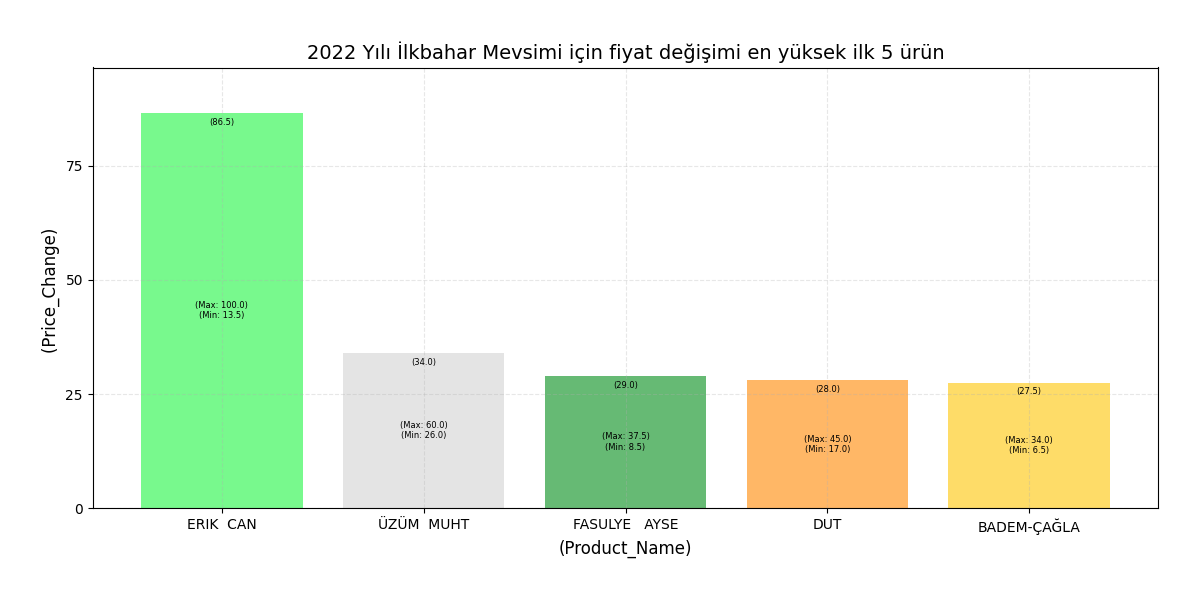 2022 Yılı İlkbahar Mevsimi için fiyat değişimi en yüksek ilk 5 ürün
(Price_Change)
75
50
25
0
(86.5)
(Max: 100.0)
(Min: 13.5)
(34.0)
(Max: 60.0)
(Min: 26.0)
(29.0)
(Max: 37.5)
(Min: 8.5)
(28.0)
(Max: 45.0)
(Min: 17.0)
(27.5)
(Max: 34.0)
(Min: 6.5)
ERIK  CAN
ÜZÜM  MUHT
FASULYE   AYSE
DUT
BADEM-ÇAĞLA
(Product_Name)